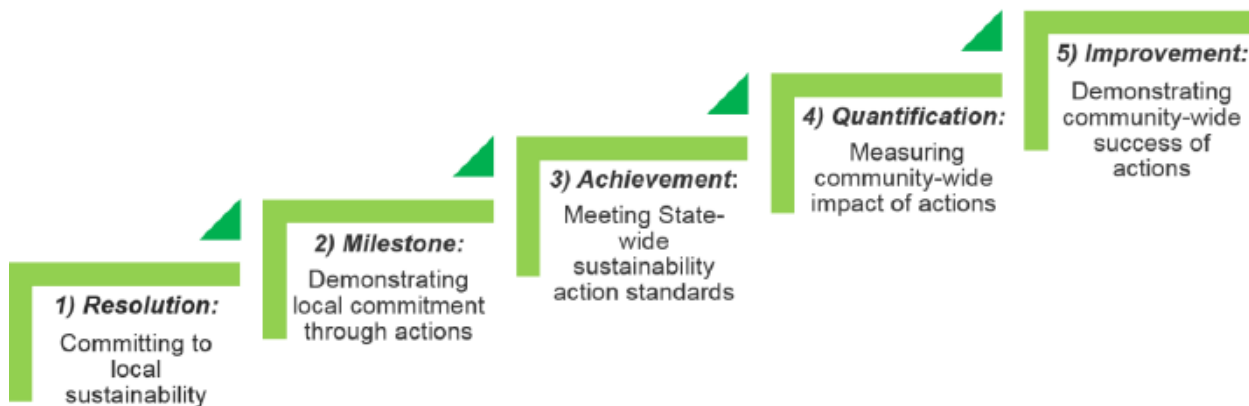 1) Resolution:
Committing to
local
sustainability
2) Milestone:
Demonstrating
local commitment
through actions
3) Achievement:
Meeting State-
wide
sustainability
action standards
4) Quantification:
Measuring
community-wide
impact of actions
5) Improvement:
Demonstrating
community-wide
success of
actions